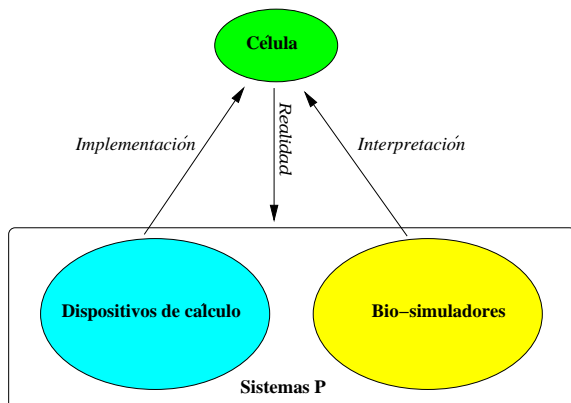 Célula
Realidad
Implementación
Interpretación
Dispositivos de cálculo
Bio−simuladores
Sistemas P